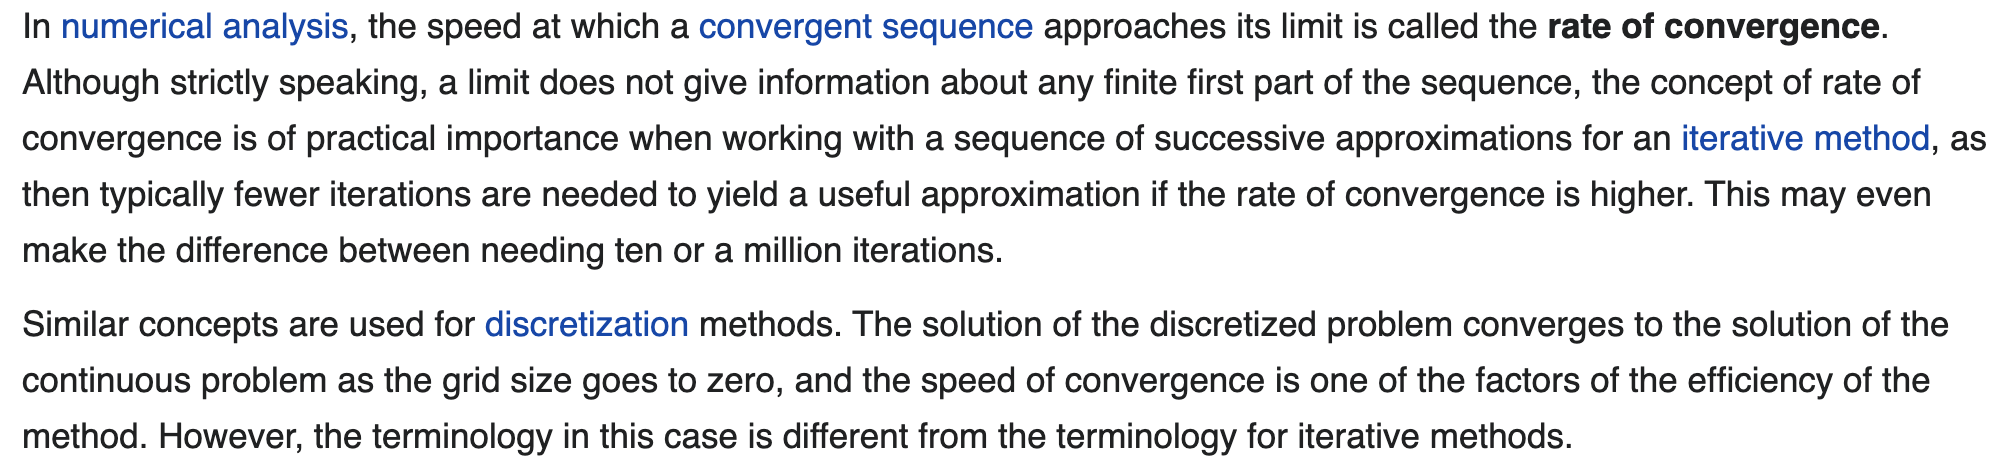 In numerical analysis, the speed at which a convergent sequence approaches its limit is called the rate of convergence.
Although strictly speaking, a limit does not give information about any finite first part of the sequence, the concept of rate of
convergence is of practical importance when working with a sequence of successive approximations for an iterative method, as
then typically fewer iterations are needed to yield a useful approximation if the rate of convergence is higher. This may even
make the difference between needing ten or a million iterations.
Similar concepts are used for discretization methods. The solution of the discretized problem converges to the solution of the
continuous problem as the grid size goes to zero, and the speed of convergence is one of the factors of the efficiency of the
method. However, the terminology in this case is different from the terminology for iterative methods.